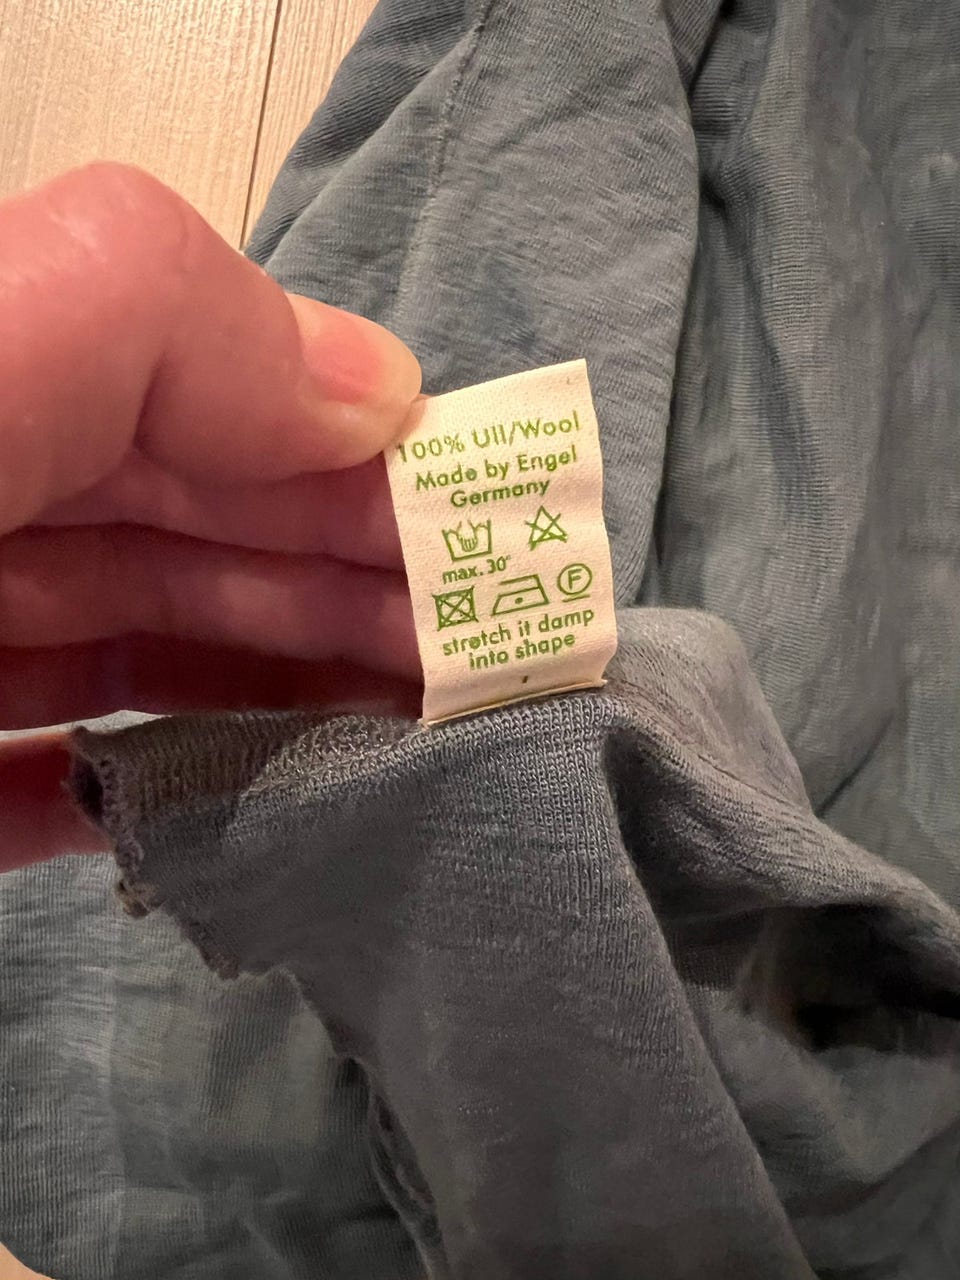 100% Ull/Wool
Made by Engel
Germany
max. 30°
F
stretch it damp
into shape